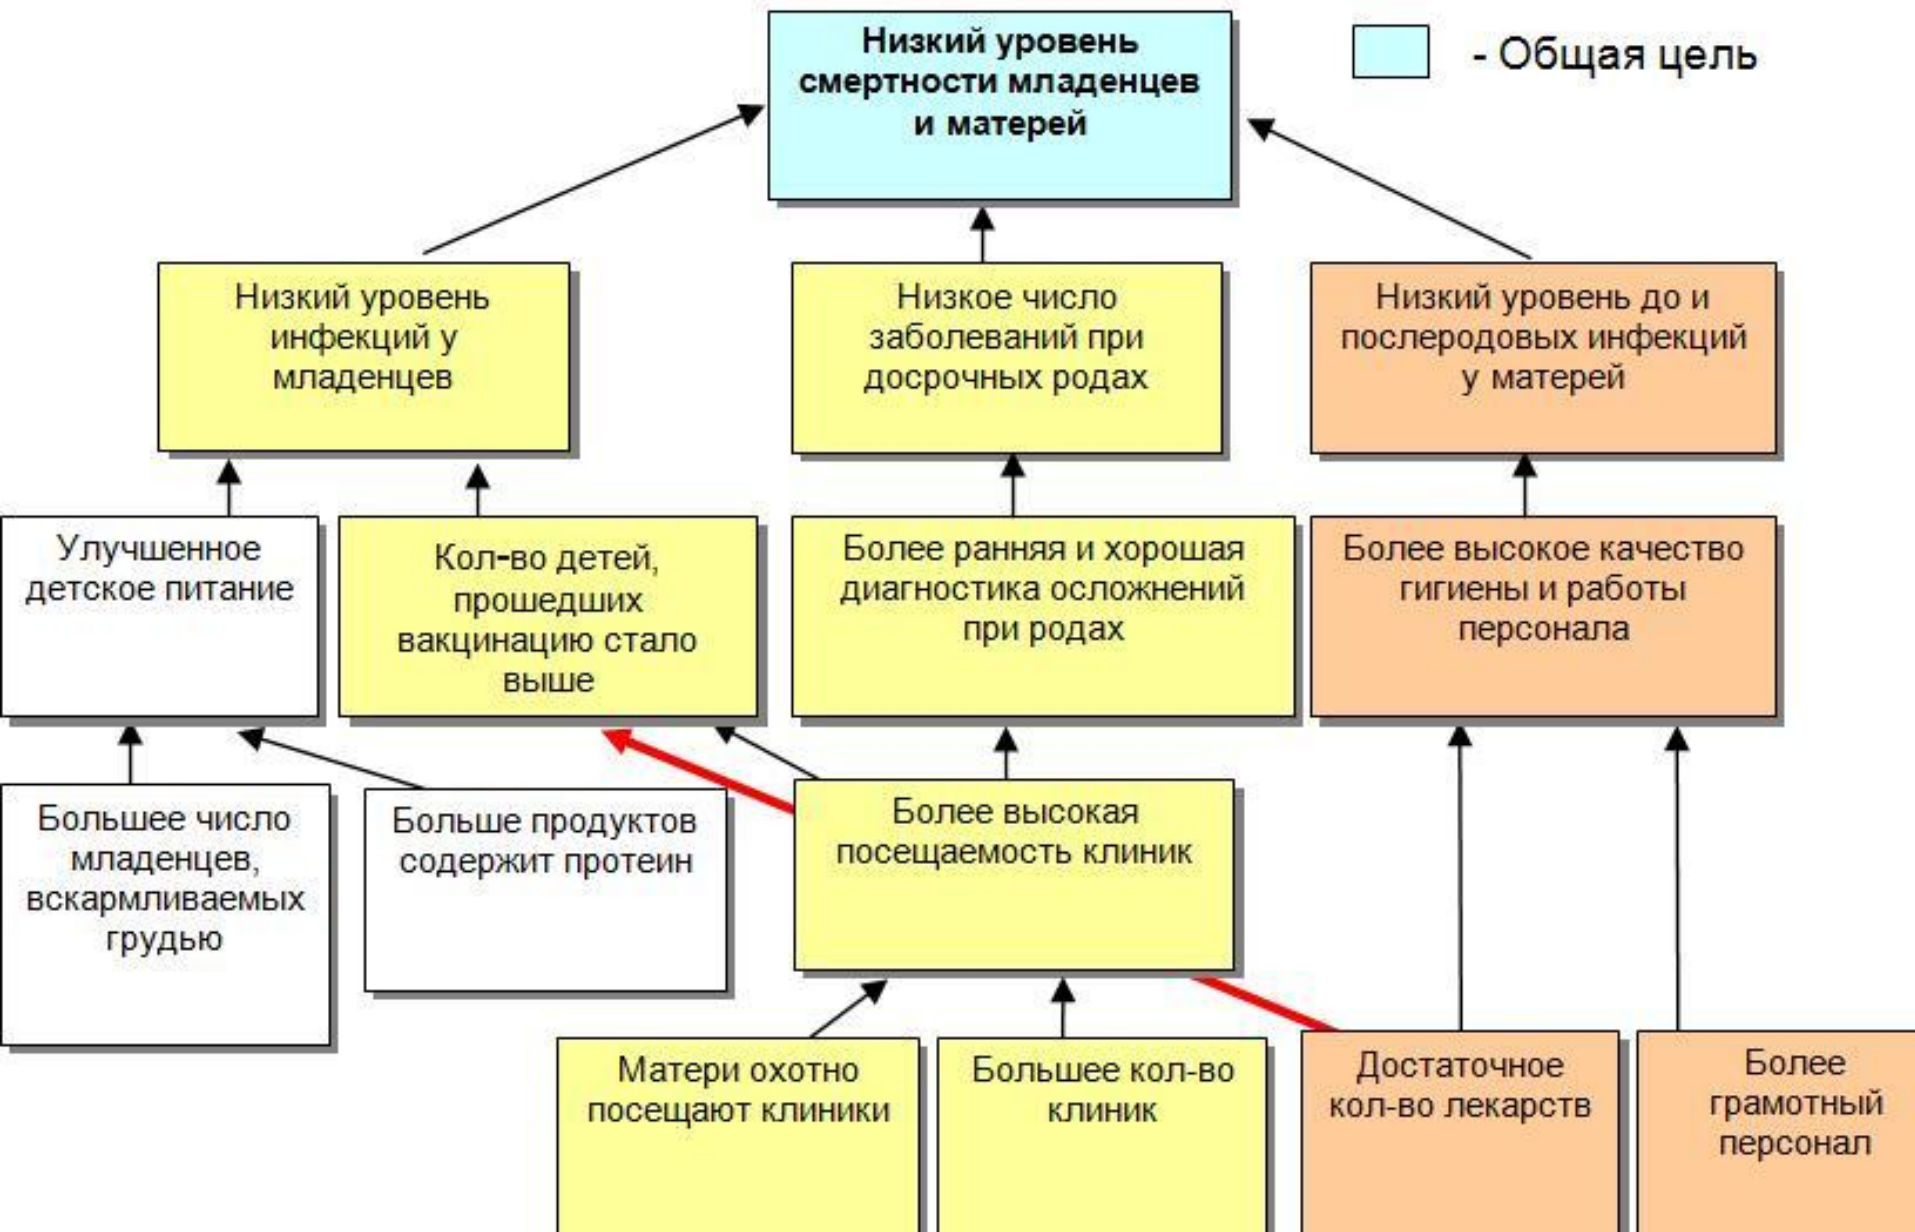 Низкий уровень
смертности младенцев
и матерей
- Общая цель
Низкий уровень
инфекций у
младенцев
Низкое число
заболеваний при
досрочных родах
Низкий уровень до и
послеродовых инфекций
у матерей
Улучшенное
детское питание
Кол-во детей,
прошедших
вакцинацию стало
выше
Более ранняя и хорошая
диагностика осложнений
при родах
Более высокое качество
гигиены и работы
персонала
Большее число
младенцев,
вскармливаемых
грудью
Больше продуктов
содержит протеин
Более высокая
посещаемость клиник
Матери охотно
посещают клиники
Большее кол-во
клиник
Достаточное
кол-во лекарств
Более
грамотный
персонал